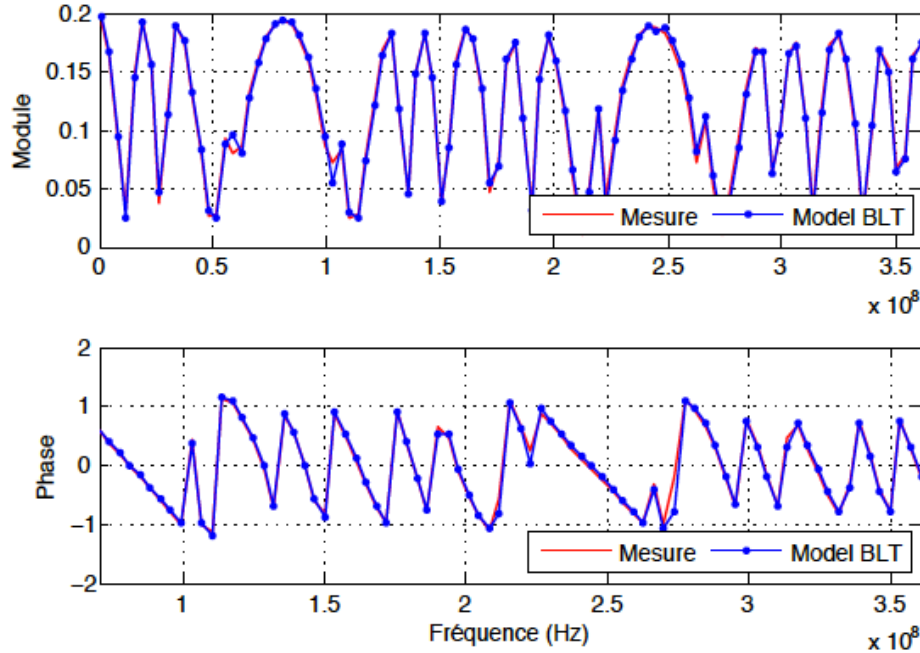 0.2
0.15
0.1
0.05
0
Module
Mesure Model BLT
0 0.5 1 1.5 2 2.5 3 3.5
x 10^8
2
1
0
−1
−2
Phase
Mesure Model BLT
1 1.5 2 2.5 3 3.5
Fréquence (Hz)
x 10^8